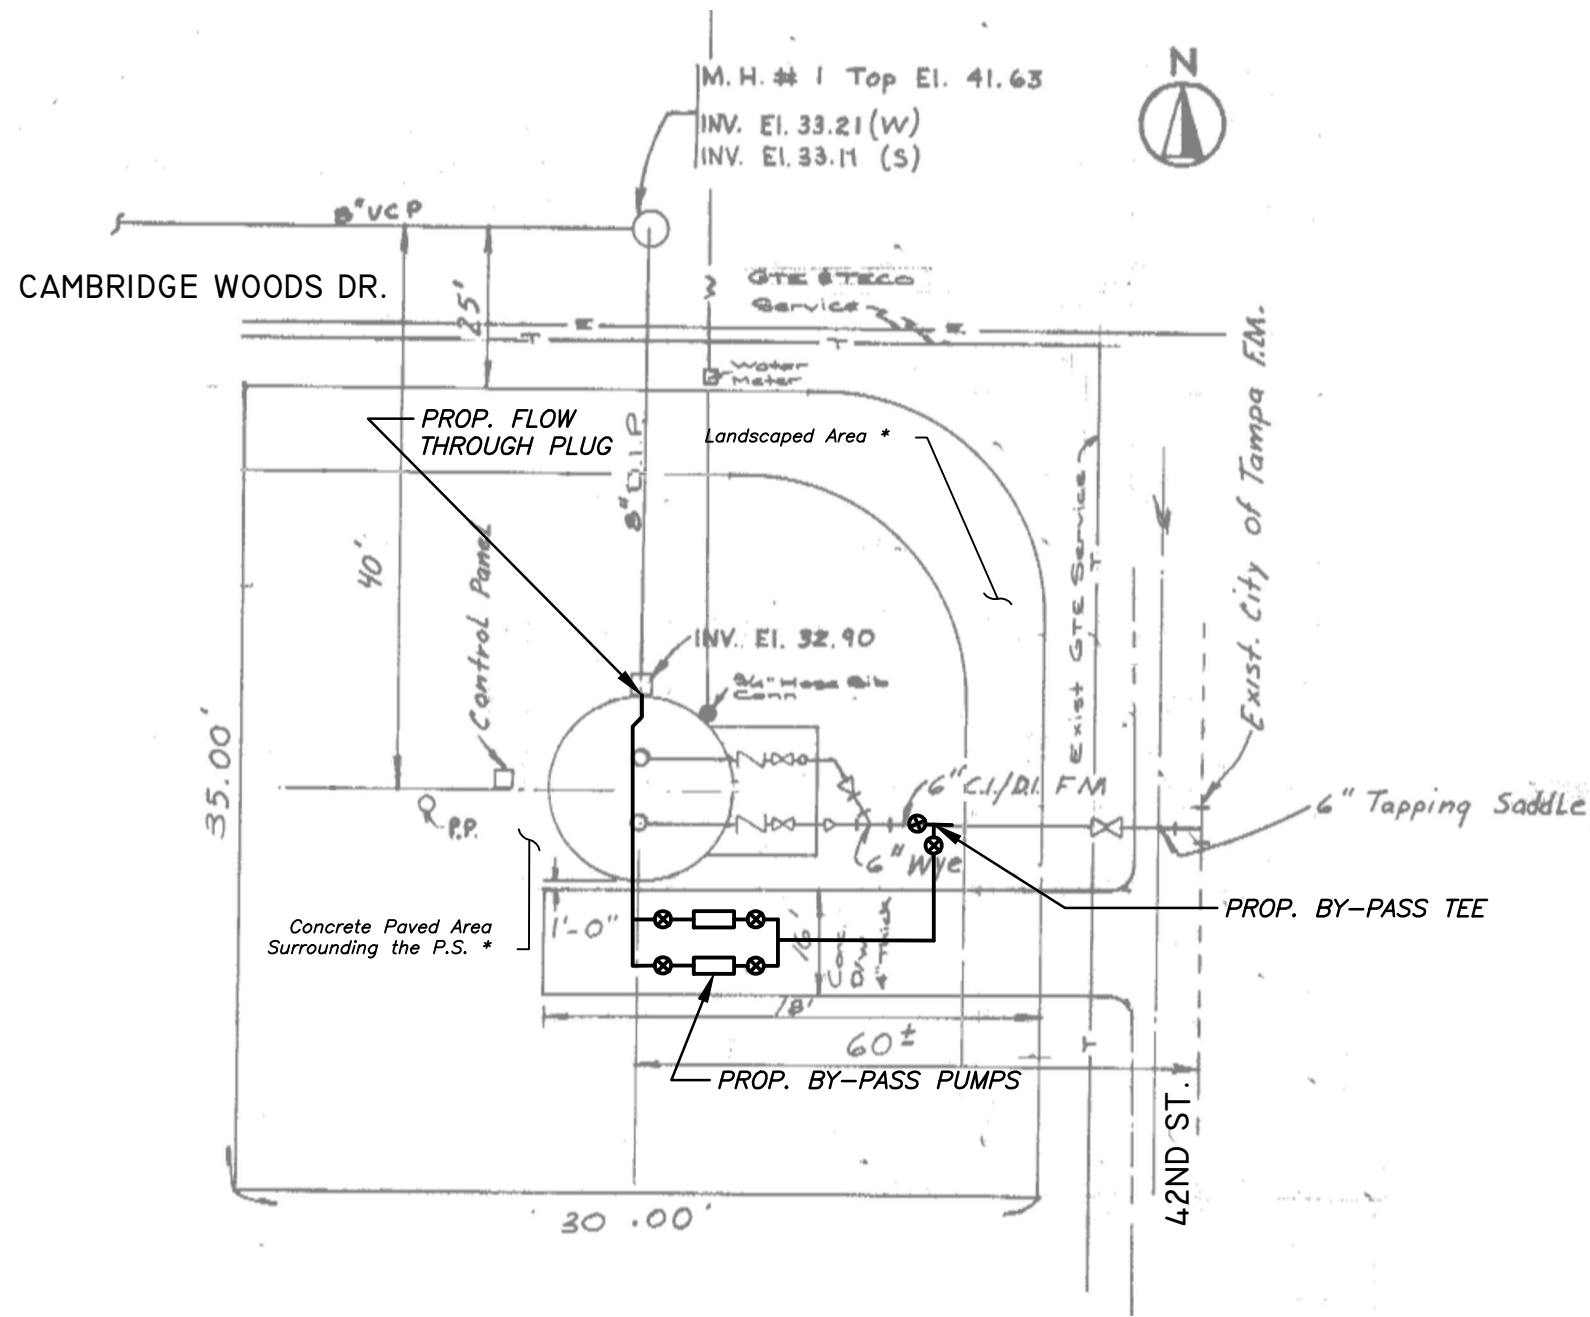 N
M.H.# 1 Top El. 41.63
INV. El. 33.21 (W)
INV. El. 33.11 (S)
8" VCP
CAMBRIDGE WOODS DR.
25'
W
GTE & TECO
Service
E
E
T
T
Water
Meter
PROP. FLOW
THROUGH PLUG
8" D.I.P.
Landscaped Area *
Exist. City of Tampa F.M.
Exist GTE Service
T
40'
Control Panel
INV. El. 32.90
3/4" Hose Bib
Conn
35.00'
P.P.
6" C.I./D.I. F M
6" Tapping Saddle
6" Wye
PROP. BY-PASS TEE
Concrete Paved Area
Surrounding the P.S. *
1'-0"
16'
Conc
D/W
4" Thick
18'
60±
T
PROP. BY-PASS PUMPS
42ND ST.
30.00'